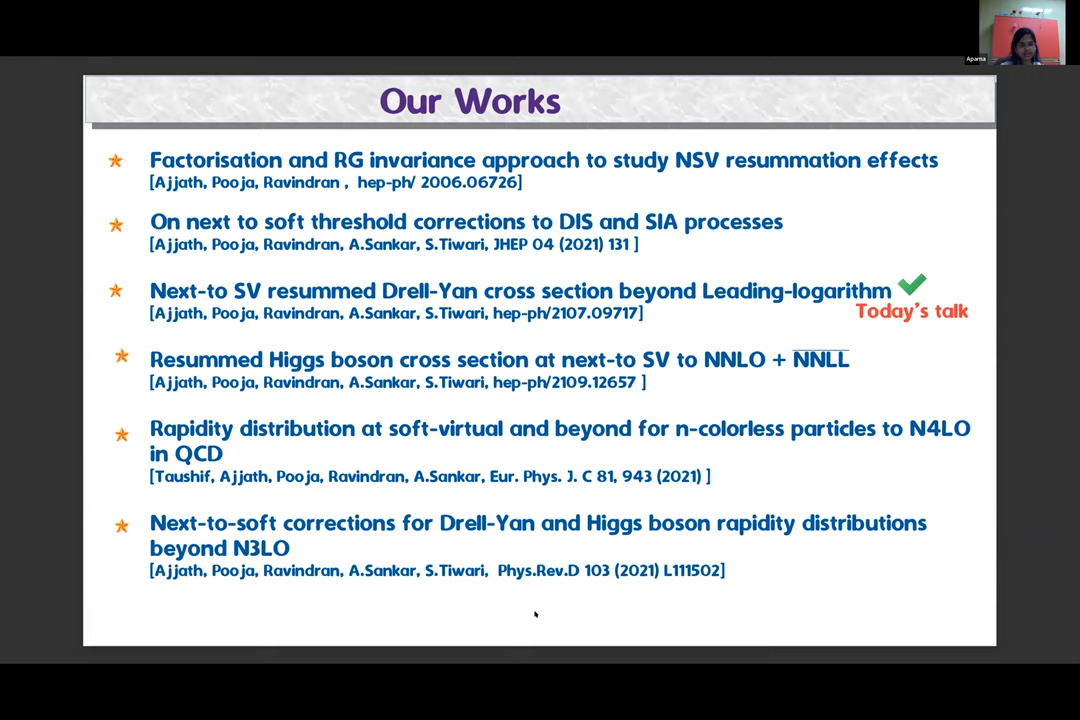 Aparna
Our Works
Factorisation and RG invariance approach to study NSV resummation effects
[Ajjath, Pooja, Ravindran , hep-ph/ 2006.06726]
On next to soft threshold corrections to DIS and SIA processes
[Ajjath, Pooja, Ravindran, A.Sankar, S.Tiwari, JHEP 04 (2021) 131 ]
Next-to SV resummed Drell-Yan cross section beyond Leading-logarithm
Today's talk
[Ajjath, Pooja, Ravindran, A.Sankar, S.Tiwari, hep-ph/2107.09717]
Resummed Higgs boson cross section at next-to SV to NNLO + N̅N̅L̅L̅
[Ajjath, Pooja, Ravindran, A.Sankar, S.Tiwari, hep-ph/2109.12657 ]
Rapidity distribution at soft-virtual and beyond for n-colorless particles to N4LO
in QCD
[Taushif, Ajjath, Pooja, Ravindran, A.Sankar, Eur. Phys. J. C 81, 943 (2021) ]
Next-to-soft corrections for Drell-Yan and Higgs boson rapidity distributions
beyond N3LO
[Ajjath, Pooja, Ravindran, A.Sankar, S.Tiwari, Phys.Rev.D 103 (2021) L111502]